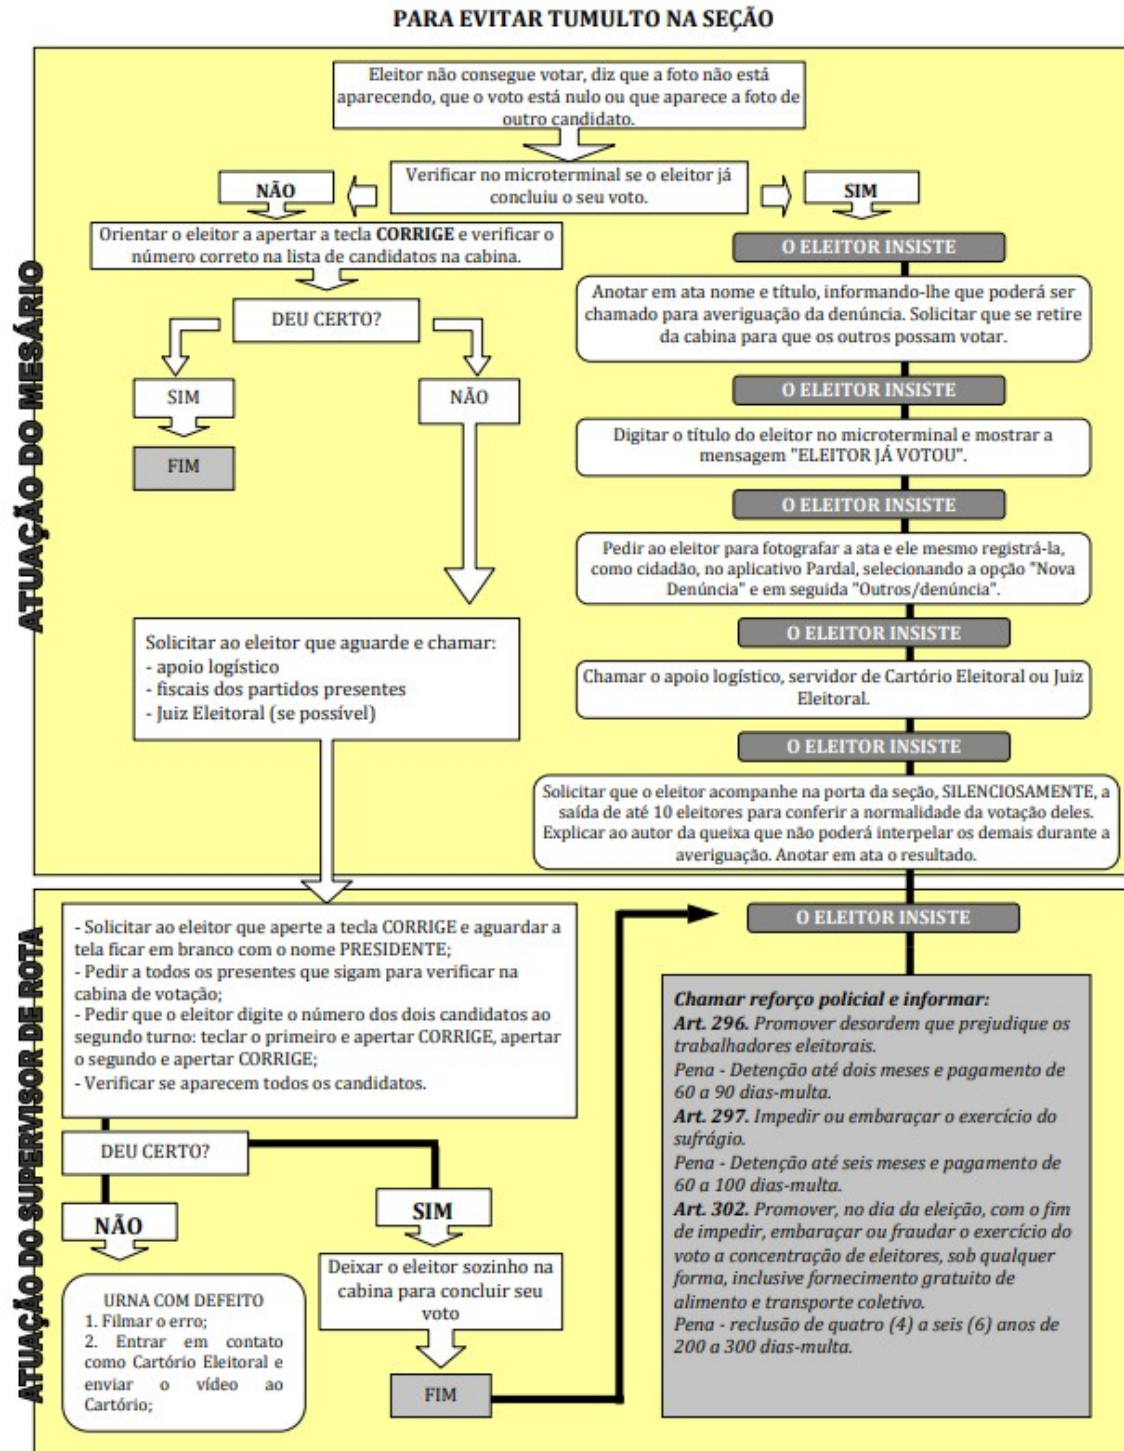 PARA EVITAR TUMULTO NA SEÇÃO
ATUAÇÃO DO MESÁRIO
Eleitor não consegue votar, diz que a foto não está
aparecendo, que o voto está nulo ou que aparece a foto de
outro candidato.
Verificar no microterminal se o eleitor já
concluiu o seu voto.
NÃO
SIM
Orientar o eleitor a apertar a tecla CORRIGE e verificar o
número correto na lista de candidatos na cabina.
DEU CERTO?
SIM
NÃO
FIM
Solicitar ao eleitor que aguarde e chamar:
- apoio logístico
- fiscais dos partidos presentes
- Juiz Eleitoral (se possível)
O ELEITOR INSISTE
Anotar em ata nome e título, informando-lhe que poderá ser
chamado para averiguação da denúncia. Solicitar que se retire
da cabina para que os outros possam votar.
O ELEITOR INSISTE
Digitar o título do eleitor no microterminal e mostrar a
mensagem "ELEITOR JÁ VOTOU".
O ELEITOR INSISTE
Pedir ao eleitor para fotografar a ata e ele mesmo registrá-la,
como cidadão, no aplicativo Pardal, selecionando a opção "Nova
Denúncia" e em seguida "Outros/denúncia".
O ELEITOR INSISTE
Chamar o apoio logístico, servidor de Cartório Eleitoral ou Juiz
Eleitoral.
O ELEITOR INSISTE
Solicitar que o eleitor acompanhe na porta da seção, SILENCIOSAMENTE, a
saída de até 10 eleitores para conferir a normalidade da votação deles.
Explicar ao autor da queixa que não poderá interpelar os demais durante a
averiguação. Anotar em ata o resultado.
ATUAÇÃO DO SUPERVISOR DE ROTA
- Solicitar ao eleitor que aperte a tecla CORRIGE e aguardar a
tela ficar em branco com o nome PRESIDENTE;
- Pedir a todos os presentes que sigam para verificar na
cabina de votação;
- Pedir que o eleitor digite o número dos dois candidatos ao
segundo turno: teclar o primeiro e apertar CORRIGE, apertar
o segundo e apertar CORRIGE;
- Verificar se aparecem todos os candidatos.
DEU CERTO?
NÃO
SIM
URNA COM DEFEITO
1. Filmar o erro;
2. Entrar em contato
como Cartório Eleitoral e
enviar o vídeo ao
Cartório;
Deixar o eleitor sozinho na
cabina para concluir seu
voto
FIM
O ELEITOR INSISTE
Chamar reforço policial e informar:
Art. 296. Promover desordem que prejudique os
trabalhadores eleitorais.
Pena - Detenção até dois meses e pagamento de
60 a 90 dias-multa.
Art. 297. Impedir ou embaraçar o exercício do
sufrágio.
Pena - Detenção até seis meses e pagamento de
60 a 100 dias-multa.
Art. 302. Promover, no dia da eleição, com o fim
de impedir, embaraçar ou fraudar o exercício do
voto a concentração de eleitores, sob qualquer
forma, inclusive fornecimento gratuito de
alimento e transporte coletivo.
Pena - reclusão de quatro (4) a seis (6) anos de
200 a 300 dias-multa.